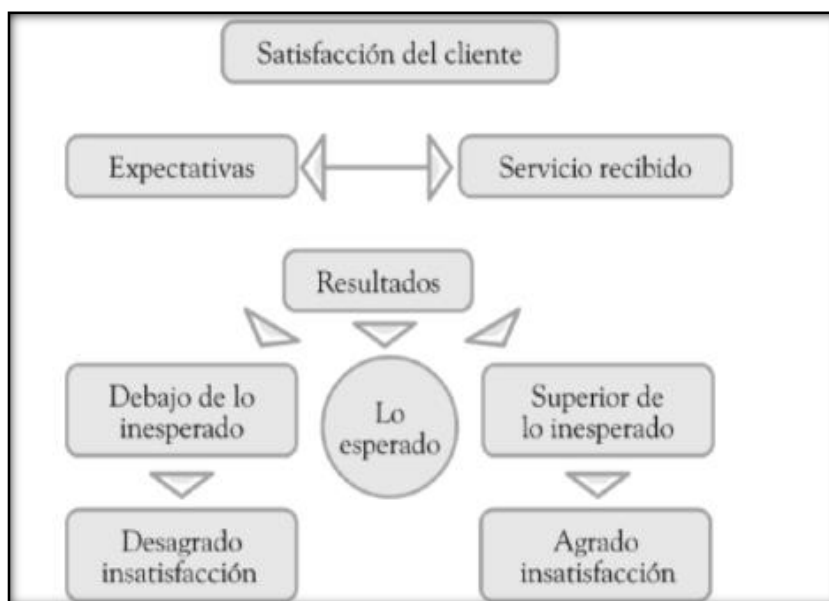 Satisfacción del cliente
Expectativas
Servicio recibido
Resultados
Debajo de lo
inesperado
Lo
esperado
Superior de
lo inesperado
Desagrado
insatisfacción
Agrado
insatisfacción